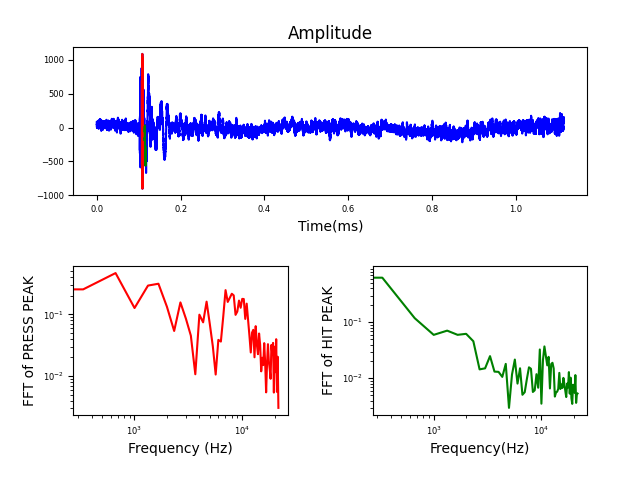 Amplitude
1000
500
0
−500
−1000
0.0 0.2 0.4 0.6 0.8 1.0
Time(ms)
FFT of PRESS PEAK
10⁻¹
10⁻²
10³ 10⁴
Frequency (Hz)
FFT of HIT PEAK
10⁻¹
10⁻²
10³ 10⁴
Frequency(Hz)